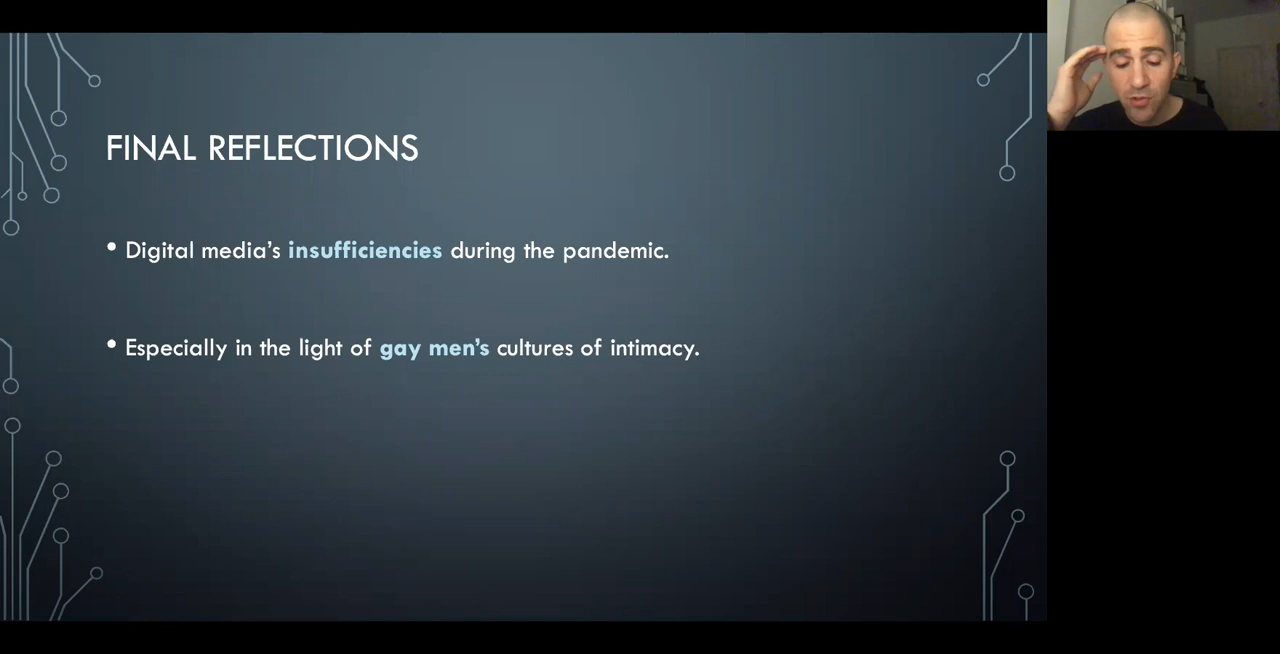 FINAL REFLECTIONS
• Digital media’s insufficiencies during the pandemic.
• Especially in the light of gay men’s cultures of intimacy.